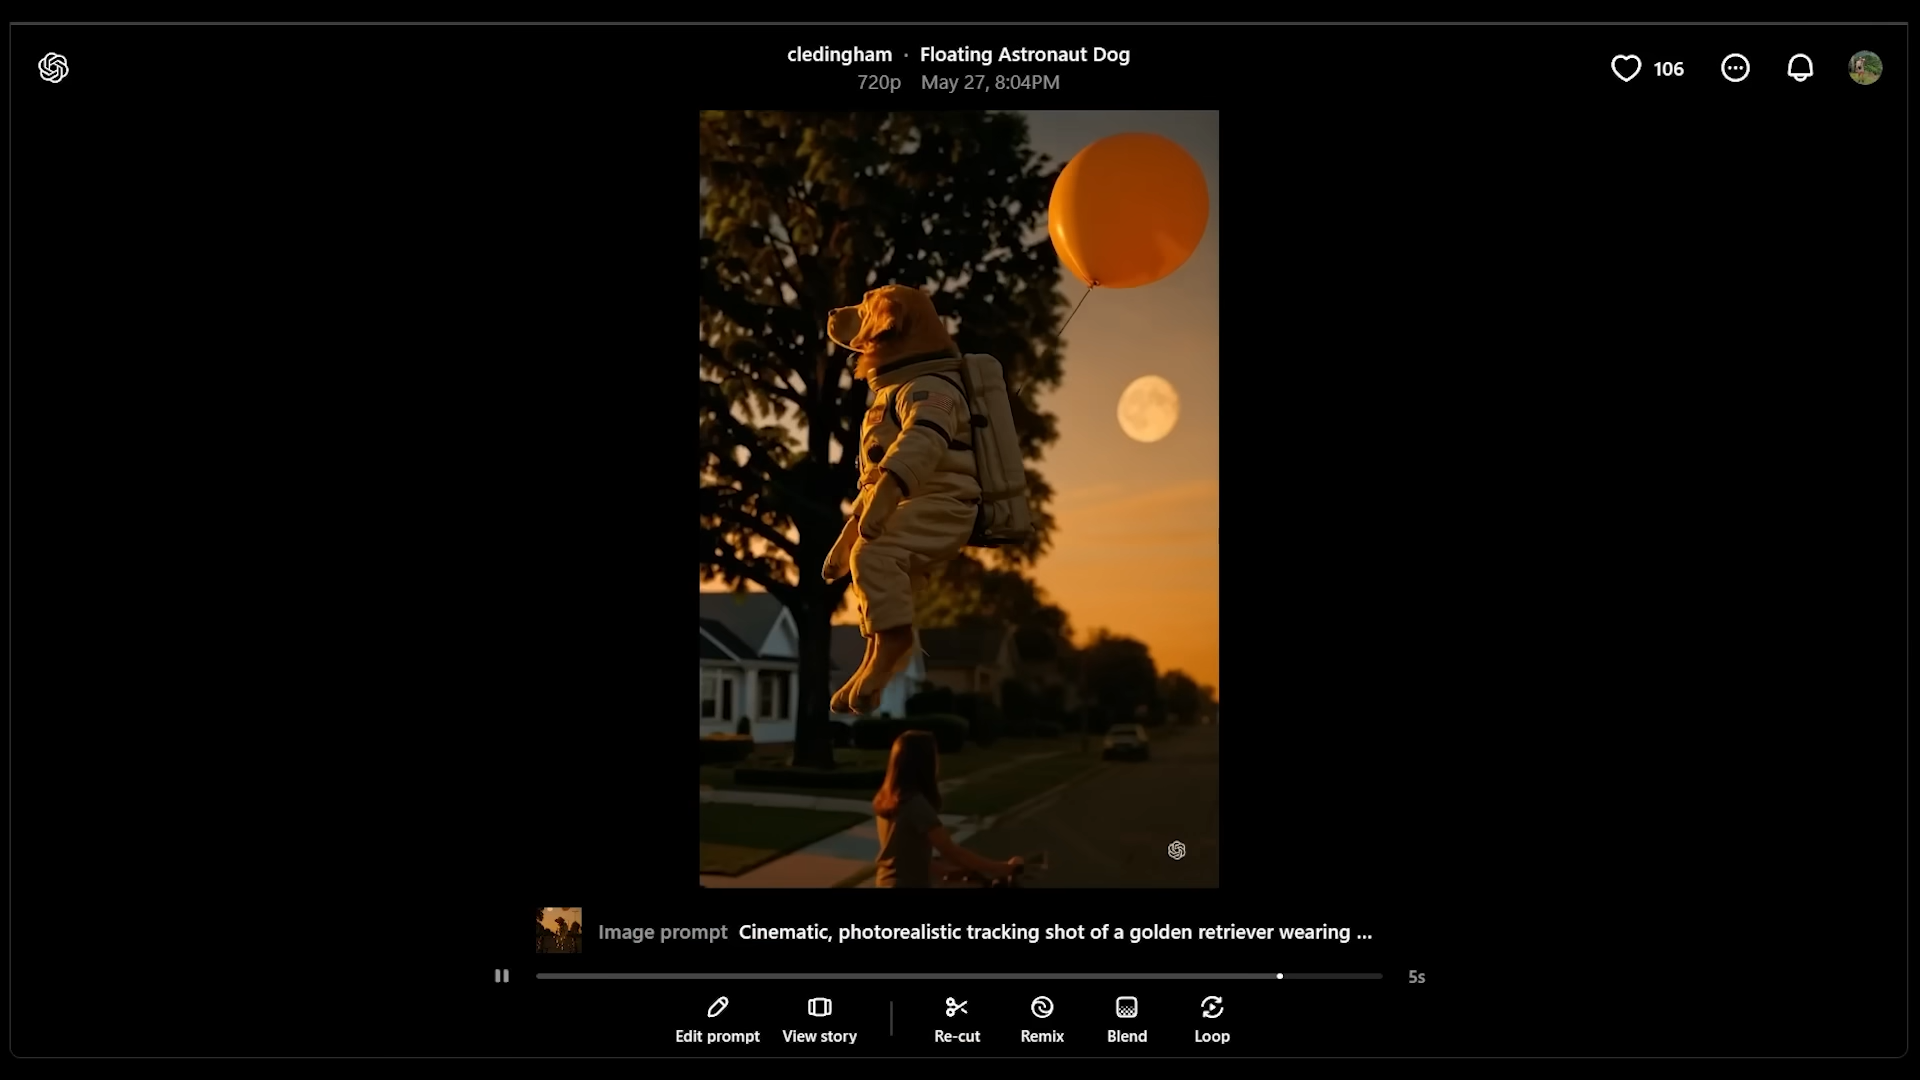 cledingham · Floating Astronaut Dog
720p May 27, 8:04PM
106
Image prompt Cinematic, photorealistic tracking shot of a golden retriever wearing ...
5s
Edit prompt View story Re-cut Remix Blend Loop